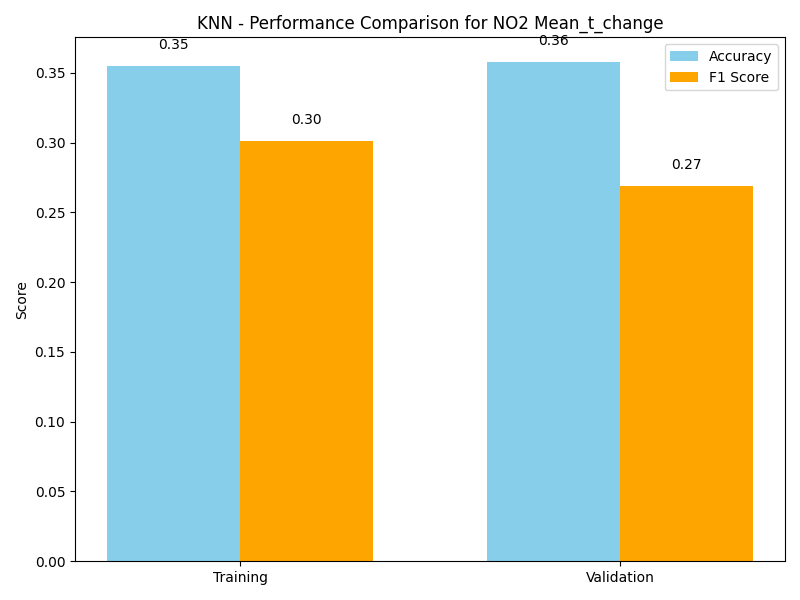 KNN - Performance Comparison for NO2 Mean_t_change
0.35
0.36
Accuracy
F1 Score
0.30
0.27
0.35
0.30
0.25
0.20
0.15
0.10
0.05
0.00
Score
Training
Validation